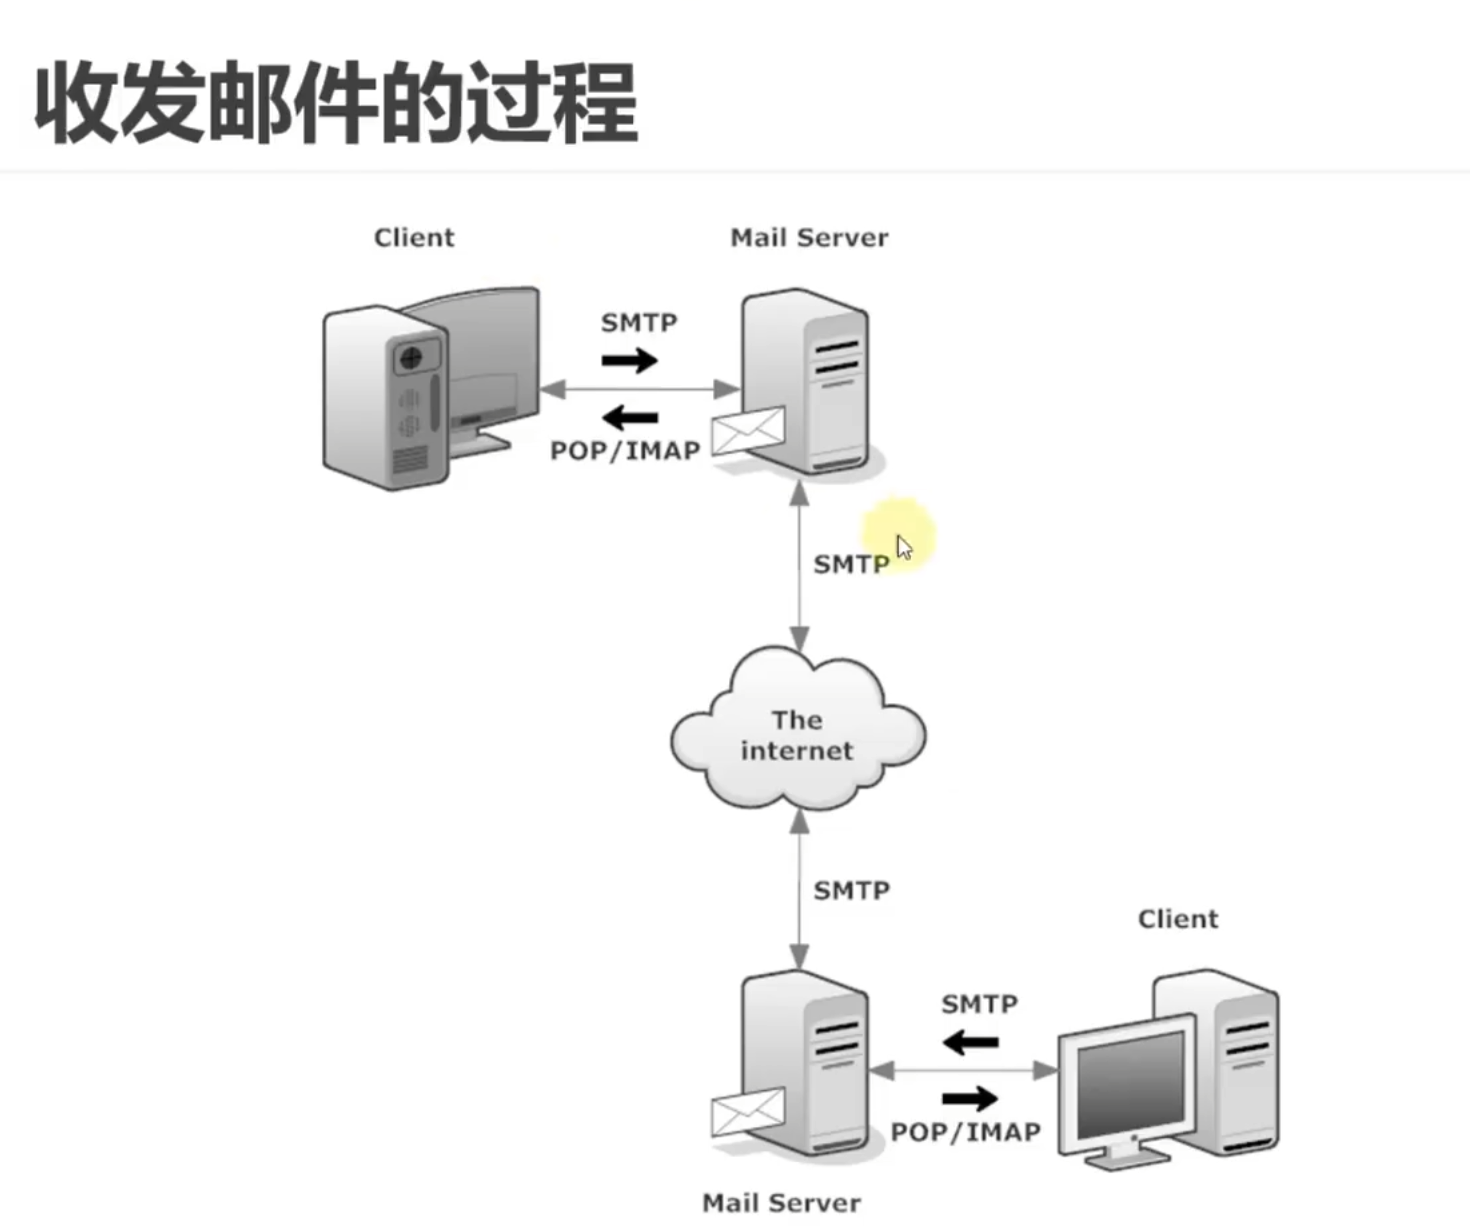 收发邮件的过程
Client
Mail Server
SMTP
POP/IMAP
SMTP
The
internet
SMTP
Client
SMTP
POP/IMAP
Mail Server